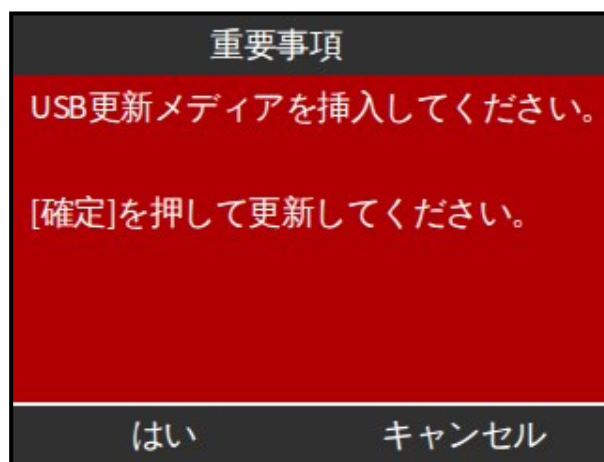 重要事項
USB更新メディアを挿入してください。
[確定]を押して更新してください。
はい
キャンセル